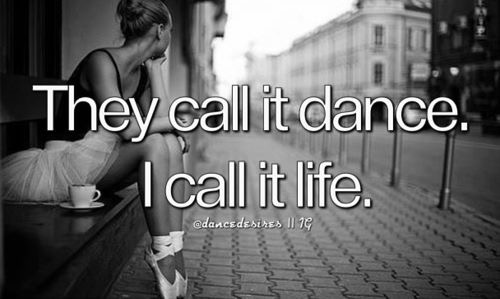 They call it dance.
I call it life.
@dancedesires || IG